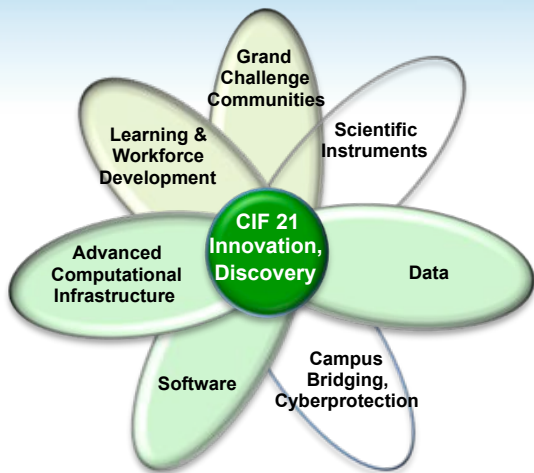 Grand
Challenge
Communities
Scientific
Instruments
Learning &
Workforce
Development
CIF 21
Innovation,
Discovery
Advanced
Computational
Infrastructure
Data
Software
Campus
Bridging,
Cyberprotection